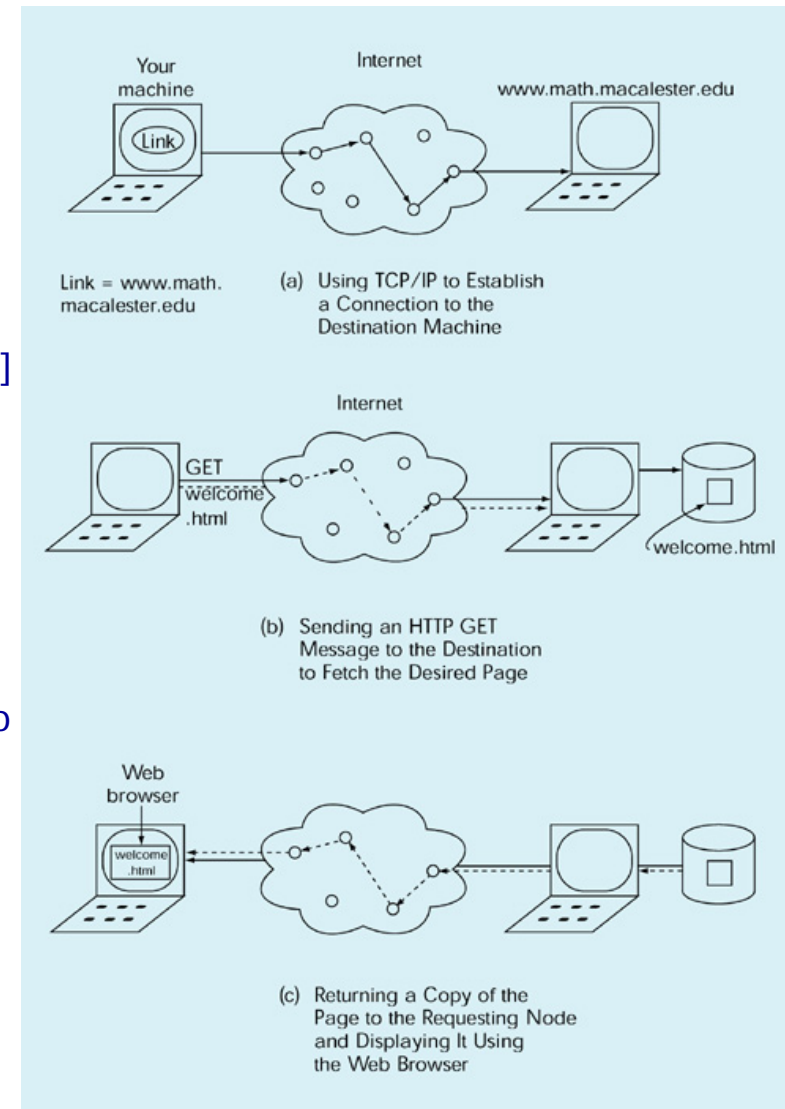 Your
machine
Internet
www.math.macalester.edu
Link
Link = www.math.
macalester.edu
(a) Using TCP/IP to Establish
a Connection to the
Destination Machine
]
Internet
GET
welcome
.html
welcome.html
(b) Sending an HTTP GET
Message to the Destination
to Fetch the Desired Page
Web
browser
welcome
.html
(c) Returning a Copy of the
Page to the Requesting Node
and Displaying It Using
the Web Browser